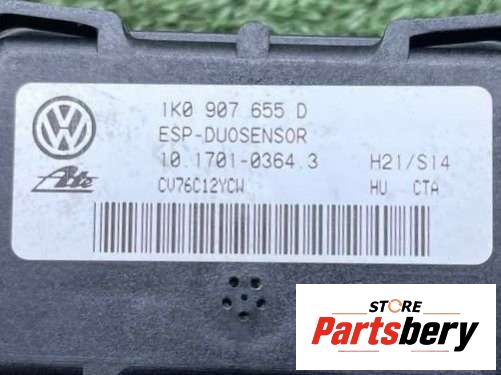 1K0 907 655 D
ESP-DUOSENSOR
10.1701-0364.3 H21/S14
Ate CV76C12YCW HU CTA
STORE
Partsbery